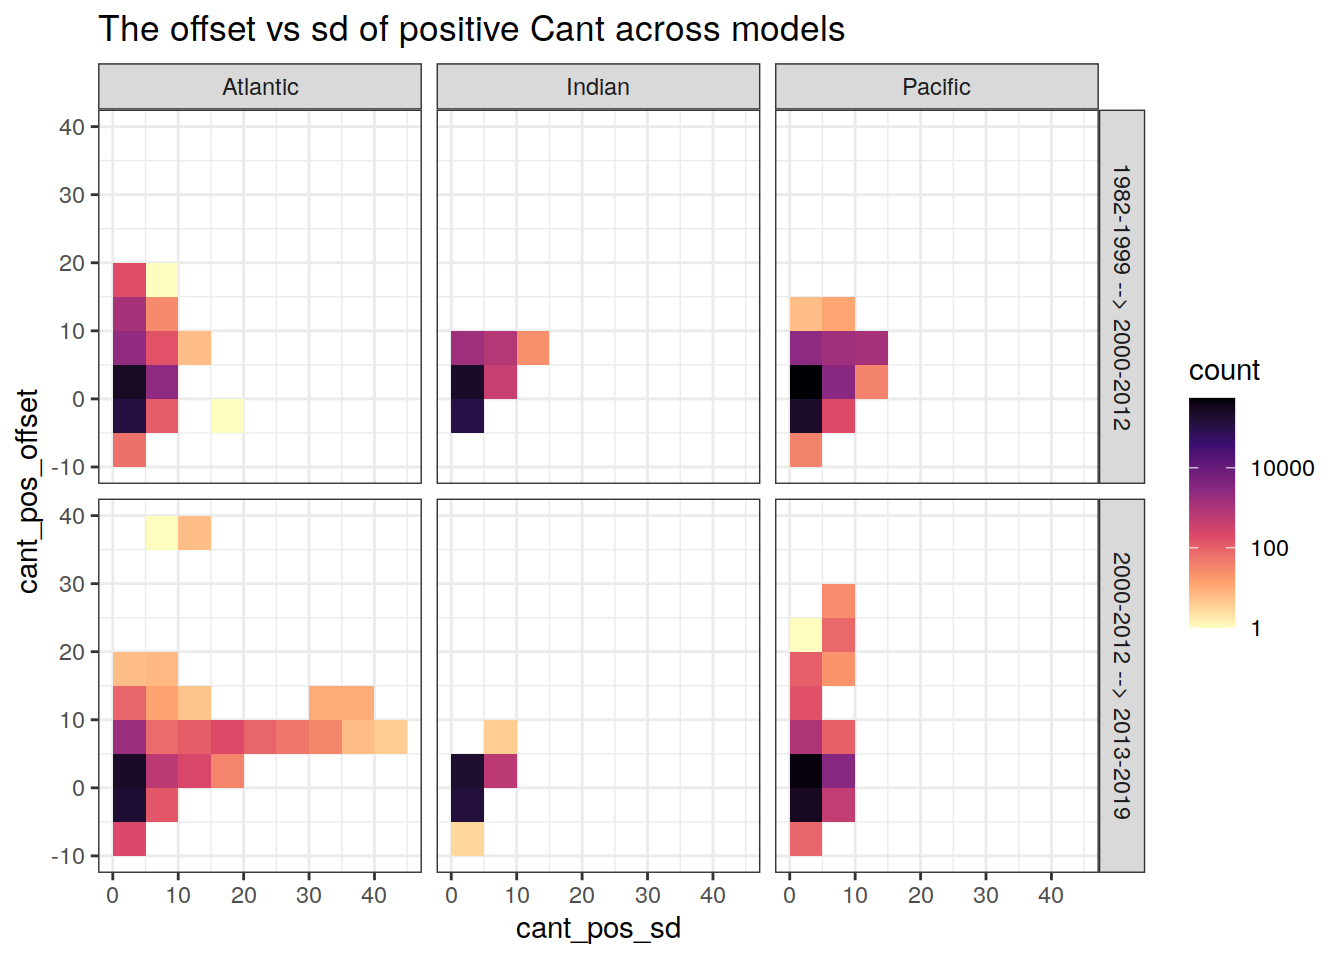 The offset vs sd of positive Cant across models
Atlantic
Indian
Pacific
40
30
20
10
0
-10
1982-1999 --> 2000-2012
40
30
20
10
0
-10
2000-2012 --> 2013-2019
cant_pos_offset
0 10 20 30 40
0 10 20 30 40
0 10 20 30 40
cant_pos_sd
count
10000
100
1